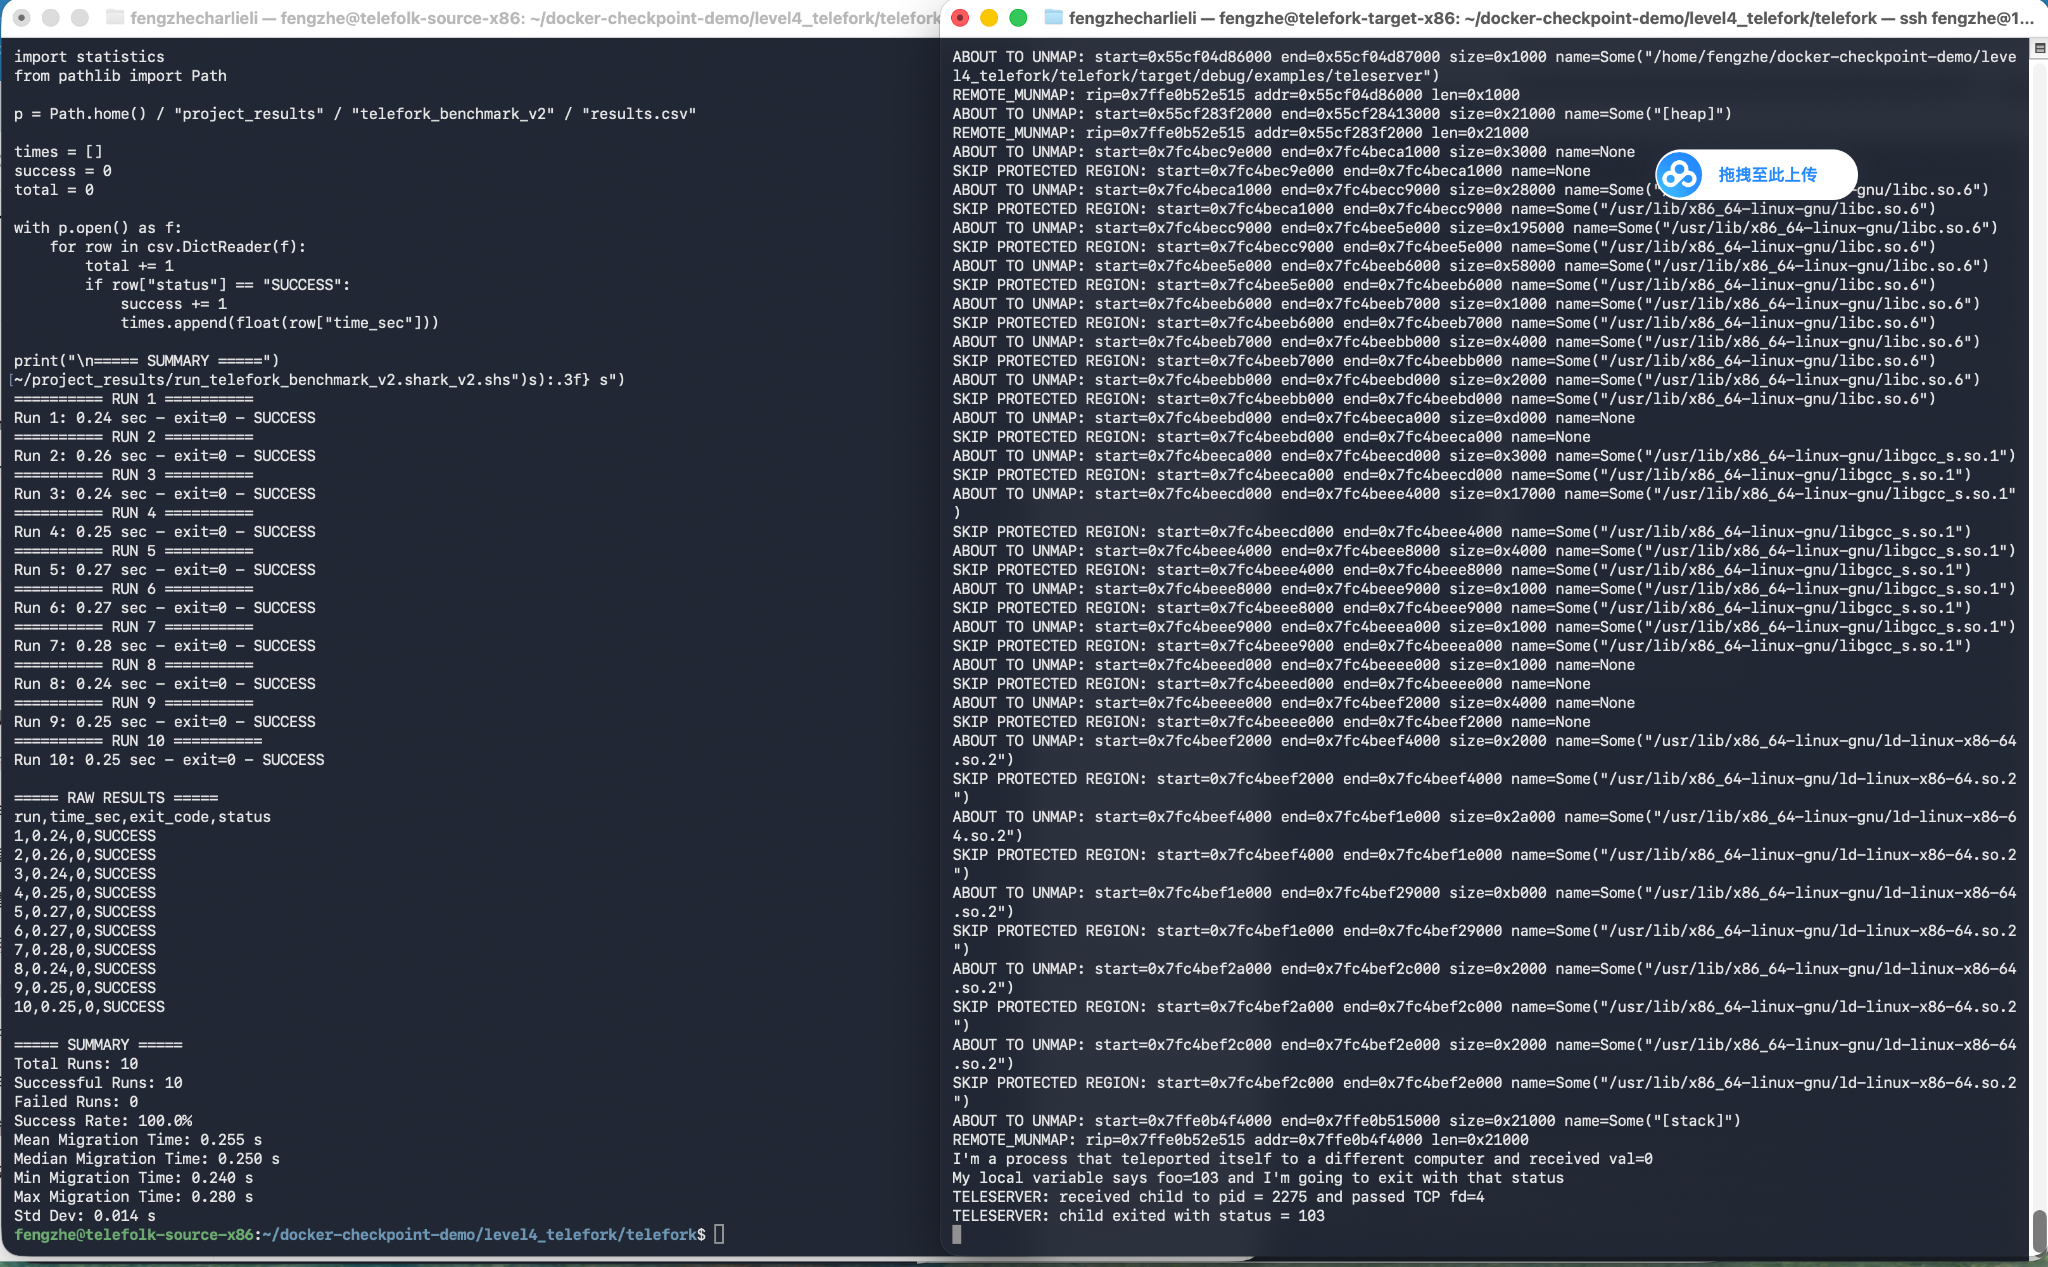 fengzhecharlieli — fengzhe@telefolk-source-x86: ~/docker-checkpoint-demo/level4_telefork/telefork
import statistics
from pathlib import Path
p = Path.home() / "project_results" / "telefork_benchmark_v2" / "results.csv"
times = []
success = 0
total = 0
with p.open() as f:
    for row in csv.DictReader(f):
        total += 1
        if row["status"] == "SUCCESS":
            success += 1
            times.append(float(row["time_sec"]))
print("\n===== SUMMARY =====")
[~/project_results/run_telefork_benchmark_v2.shark_v2.shs")s):.3f} s")
========== RUN 1 ==========
Run 1: 0.24 sec - exit=0 - SUCCESS
========== RUN 2 ==========
Run 2: 0.26 sec - exit=0 - SUCCESS
========== RUN 3 ==========
Run 3: 0.24 sec - exit=0 - SUCCESS
========== RUN 4 ==========
Run 4: 0.25 sec - exit=0 - SUCCESS
========== RUN 5 ==========
Run 5: 0.27 sec - exit=0 - SUCCESS
========== RUN 6 ==========
Run 6: 0.27 sec - exit=0 - SUCCESS
========== RUN 7 ==========
Run 7: 0.28 sec - exit=0 - SUCCESS
========== RUN 8 ==========
Run 8: 0.24 sec - exit=0 - SUCCESS
========== RUN 9 ==========
Run 9: 0.25 sec - exit=0 - SUCCESS
========== RUN 10 ==========
Run 10: 0.25 sec - exit=0 - SUCCESS
===== RAW RESULTS =====
run,time_sec,exit_code,status
1,0.24,0,SUCCESS
2,0.26,0,SUCCESS
3,0.24,0,SUCCESS
4,0.25,0,SUCCESS
5,0.27,0,SUCCESS
6,0.27,0,SUCCESS
7,0.28,0,SUCCESS
8,0.24,0,SUCCESS
9,0.25,0,SUCCESS
10,0.25,0,SUCCESS
===== SUMMARY =====
Total Runs: 10
Successful Runs: 10
Failed Runs: 0
Success Rate: 100.0%
Mean Migration Time: 0.255 s
Median Migration Time: 0.250 s
Min Migration Time: 0.240 s
Max Migration Time: 0.280 s
Std Dev: 0.014 s
fengzhe@telefolk-source-x86:~/docker-checkpoint-demo/level4_telefork/telefork$
fengzhecharlieli — fengzhe@telefork-target-x86: ~/docker-checkpoint-demo/level4_telefork/telefork — ssh fengzhe@1...
ABOUT TO UNMAP: start=0x55cf04d86000 end=0x55cf04d87000 size=0x1000 name=Some("/home/fengzhe/docker-checkpoint-demo/leve
l4_telefork/telefork/target/debug/examples/teleserver")
REMOTE_MUNMAP: rip=0x7ffe0b52e515 addr=0x55cf04d86000 len=0x1000
ABOUT TO UNMAP: start=0x55cf283f2000 end=0x55cf28413000 size=0x21000 name=Some("[heap]")
REMOTE_MUNMAP: rip=0x7ffe0b52e515 addr=0x55cf283f2000 len=0x21000
ABOUT TO UNMAP: start=0x7fc4bec9e000 end=0x7fc4beca1000 size=0x3000 name=None
SKIP PROTECTED REGION: start=0x7fc4bec9e000 end=0x7fc4beca1000 name=None
拖拽至此上传
ABOUT TO UNMAP: start=0x7fc4beca1000 end=0x7fc4becc9000 size=0x28000 name=Some(" -gnu/libc.so.6")
SKIP PROTECTED REGION: start=0x7fc4beca1000 end=0x7fc4becc9000 name=Some("/usr/lib/x86_64-linux-gnu/libc.so.6")
ABOUT TO UNMAP: start=0x7fc4becc9000 end=0x7fc4bee5e000 size=0x195000 name=Some("/usr/lib/x86_64-linux-gnu/libc.so.6")
SKIP PROTECTED REGION: start=0x7fc4becc9000 end=0x7fc4bee5e000 name=Some("/usr/lib/x86_64-linux-gnu/libc.so.6")
ABOUT TO UNMAP: start=0x7fc4bee5e000 end=0x7fc4beeb6000 size=0x58000 name=Some("/usr/lib/x86_64-linux-gnu/libc.so.6")
SKIP PROTECTED REGION: start=0x7fc4bee5e000 end=0x7fc4beeb6000 name=Some("/usr/lib/x86_64-linux-gnu/libc.so.6")
ABOUT TO UNMAP: start=0x7fc4beeb6000 end=0x7fc4beeb7000 size=0x1000 name=Some("/usr/lib/x86_64-linux-gnu/libc.so.6")
SKIP PROTECTED REGION: start=0x7fc4beeb6000 end=0x7fc4beeb7000 name=Some("/usr/lib/x86_64-linux-gnu/libc.so.6")
ABOUT TO UNMAP: start=0x7fc4beeb7000 end=0x7fc4beebb000 size=0x4000 name=Some("/usr/lib/x86_64-linux-gnu/libc.so.6")
SKIP PROTECTED REGION: start=0x7fc4beeb7000 end=0x7fc4beebb000 name=Some("/usr/lib/x86_64-linux-gnu/libc.so.6")
ABOUT TO UNMAP: start=0x7fc4beebb000 end=0x7fc4beebd000 size=0x2000 name=Some("/usr/lib/x86_64-linux-gnu/libc.so.6")
SKIP PROTECTED REGION: start=0x7fc4beebb000 end=0x7fc4beebd000 name=Some("/usr/lib/x86_64-linux-gnu/libc.so.6")
ABOUT TO UNMAP: start=0x7fc4beebd000 end=0x7fc4beeca000 size=0xd000 name=None
SKIP PROTECTED REGION: start=0x7fc4beebd000 end=0x7fc4beeca000 name=None
ABOUT TO UNMAP: start=0x7fc4beeca000 end=0x7fc4beecd000 size=0x3000 name=Some("/usr/lib/x86_64-linux-gnu/libgcc_s.so.1")
SKIP PROTECTED REGION: start=0x7fc4beeca000 end=0x7fc4beecd000 name=Some("/usr/lib/x86_64-linux-gnu/libgcc_s.so.1")
ABOUT TO UNMAP: start=0x7fc4beecd000 end=0x7fc4beee4000 size=0x17000 name=Some("/usr/lib/x86_64-linux-gnu/libgcc_s.so.1"
)
SKIP PROTECTED REGION: start=0x7fc4beecd000 end=0x7fc4beee4000 name=Some("/usr/lib/x86_64-linux-gnu/libgcc_s.so.1")
ABOUT TO UNMAP: start=0x7fc4beee4000 end=0x7fc4beee8000 size=0x4000 name=Some("/usr/lib/x86_64-linux-gnu/libgcc_s.so.1")
SKIP PROTECTED REGION: start=0x7fc4beee4000 end=0x7fc4beee8000 name=Some("/usr/lib/x86_64-linux-gnu/libgcc_s.so.1")
ABOUT TO UNMAP: start=0x7fc4beee8000 end=0x7fc4beee9000 size=0x1000 name=Some("/usr/lib/x86_64-linux-gnu/libgcc_s.so.1")
SKIP PROTECTED REGION: start=0x7fc4beee8000 end=0x7fc4beee9000 name=Some("/usr/lib/x86_64-linux-gnu/libgcc_s.so.1")
ABOUT TO UNMAP: start=0x7fc4beee9000 end=0x7fc4beeea000 size=0x1000 name=Some("/usr/lib/x86_64-linux-gnu/libgcc_s.so.1")
SKIP PROTECTED REGION: start=0x7fc4beee9000 end=0x7fc4beeea000 name=Some("/usr/lib/x86_64-linux-gnu/libgcc_s.so.1")
ABOUT TO UNMAP: start=0x7fc4beeed000 end=0x7fc4beeee000 size=0x1000 name=None
SKIP PROTECTED REGION: start=0x7fc4beeed000 end=0x7fc4beeee000 name=None
ABOUT TO UNMAP: start=0x7fc4beeee000 end=0x7fc4beef2000 size=0x4000 name=None
SKIP PROTECTED REGION: start=0x7fc4beeee000 end=0x7fc4beef2000 name=None
ABOUT TO UNMAP: start=0x7fc4beef2000 end=0x7fc4beef4000 size=0x2000 name=Some("/usr/lib/x86_64-linux-gnu/ld-linux-x86-64
.so.2")
SKIP PROTECTED REGION: start=0x7fc4beef2000 end=0x7fc4beef4000 name=Some("/usr/lib/x86_64-linux-gnu/ld-linux-x86-64.so.2
")
ABOUT TO UNMAP: start=0x7fc4beef4000 end=0x7fc4bef1e000 size=0x2a000 name=Some("/usr/lib/x86_64-linux-gnu/ld-linux-x86-6
4.so.2")
SKIP PROTECTED REGION: start=0x7fc4beef4000 end=0x7fc4bef1e000 name=Some("/usr/lib/x86_64-linux-gnu/ld-linux-x86-64.so.2
")
ABOUT TO UNMAP: start=0x7fc4bef1e000 end=0x7fc4bef29000 size=0xb000 name=Some("/usr/lib/x86_64-linux-gnu/ld-linux-x86-64
.so.2")
SKIP PROTECTED REGION: start=0x7fc4bef1e000 end=0x7fc4bef29000 name=Some("/usr/lib/x86_64-linux-gnu/ld-linux-x86-64.so.2
")
ABOUT TO UNMAP: start=0x7fc4bef2a000 end=0x7fc4bef2c000 size=0x2000 name=Some("/usr/lib/x86_64-linux-gnu/ld-linux-x86-64
.so.2")
SKIP PROTECTED REGION: start=0x7fc4bef2a000 end=0x7fc4bef2c000 name=Some("/usr/lib/x86_64-linux-gnu/ld-linux-x86-64.so.2
")
ABOUT TO UNMAP: start=0x7fc4bef2c000 end=0x7fc4bef2e000 size=0x2000 name=Some("/usr/lib/x86_64-linux-gnu/ld-linux-x86-64
.so.2")
SKIP PROTECTED REGION: start=0x7fc4bef2c000 end=0x7fc4bef2e000 name=Some("/usr/lib/x86_64-linux-gnu/ld-linux-x86-64.so.2
")
ABOUT TO UNMAP: start=0x7ffe0b4f4000 end=0x7ffe0b515000 size=0x21000 name=Some("[stack]")
REMOTE_MUNMAP: rip=0x7ffe0b52e515 addr=0x7ffe0b4f4000 len=0x21000
I'm a process that teleported itself to a different computer and received val=0
My local variable says foo=103 and I'm going to exit with that status
TELESERVER: received child to pid = 2275 and passed TCP fd=4
TELESERVER: child exited with status = 103